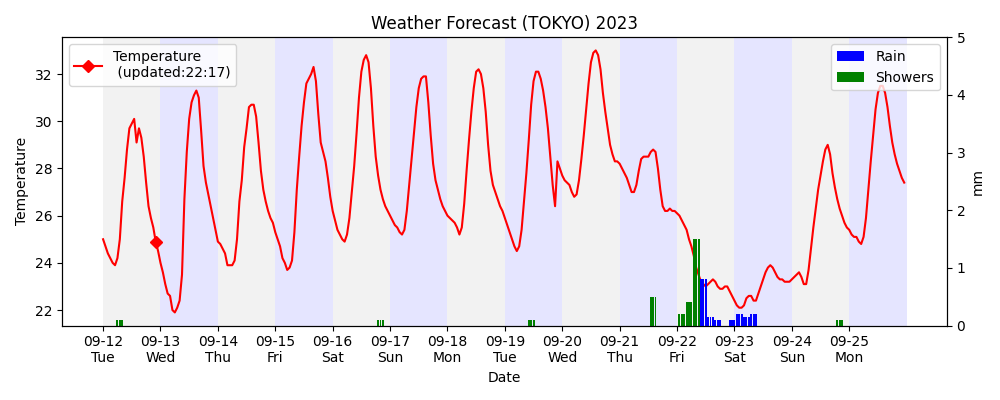 Weather Forecast (TOKYO) 2023
Temperature
(updated:22:17)
Rain
Showers
Temperature
32
30
28
26
24
22
5
4
3
2
1
0
mm
09-12 09-13 09-14 09-15 09-16 09-17 09-18 09-19 09-20 09-21 09-22 09-23 09-24 09-25
Tue Wed Thu Fri Sat Sun Mon Tue Wed Thu Fri Sat Sun Mon
Date